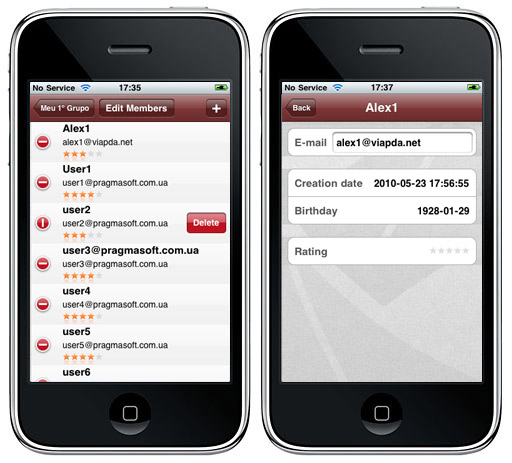 No Service 17:35
Meu 1° Grupo Edit Members +
Alex1
alex1@viapda.net
User1
user1@pragmasoft.com.ua
user2
user2@pragmasoft.com.ua Delete
user3@pragmasoft.com.ua
user3@pragmasoft.com.ua
user4
user4@pragmasoft.com.ua
user5
user5@pragmasoft.com.ua
user6
No Service 17:37
Back Alex1
E-mail alex1@viapda.net
Creation date 2010-05-23 17:56:55
Birthday 1928-01-29
Rating